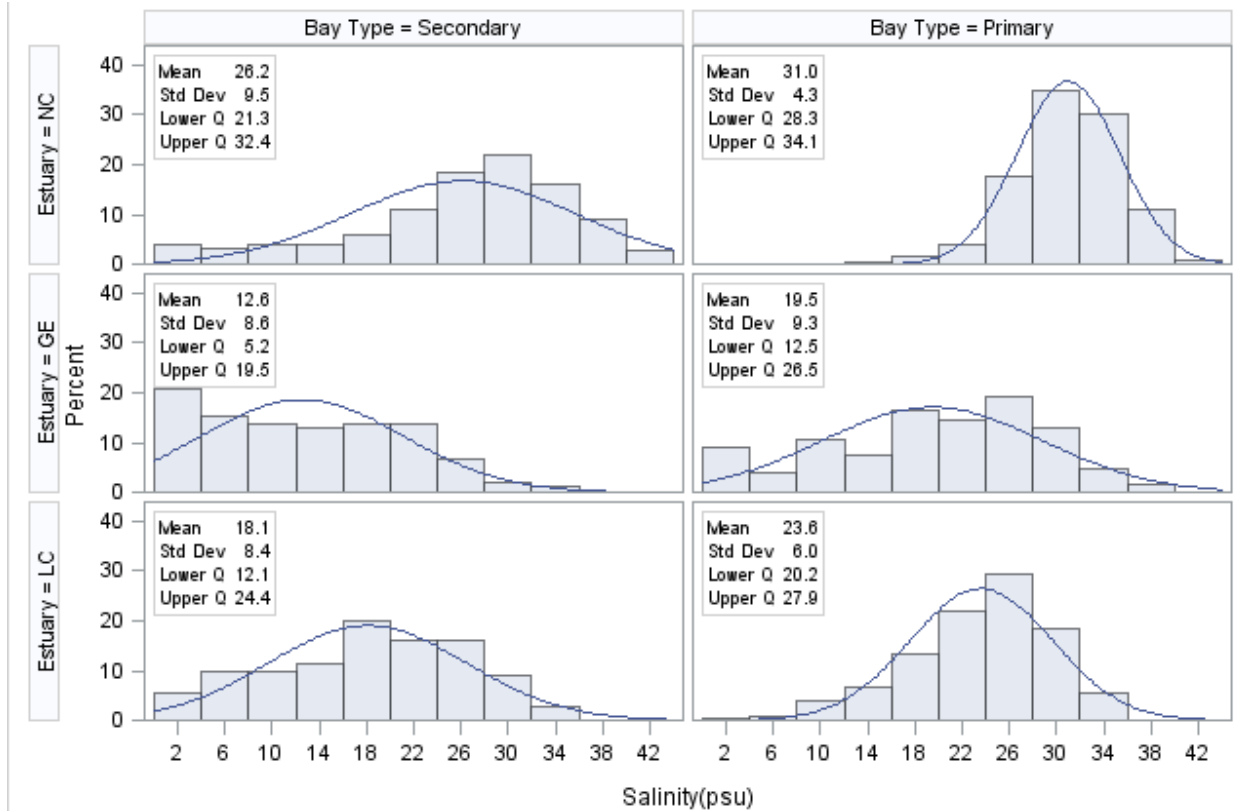 Bay Type = Secondary
Bay Type = Primary
Estuary = NC
40
30
20
10
0
Mean 26.2
Std Dev 9.5
Lower Q 21.3
Upper Q 32.4
Mean 31.0
Std Dev 4.3
Lower Q 28.3
Upper Q 34.1
Estuary = GE
Percent
40
30
20
10
0
Mean 12.6
Std Dev 8.6
Lower Q 5.2
Upper Q 19.5
Mean 19.5
Std Dev 9.3
Lower Q 12.5
Upper Q 26.5
Estuary = LC
40
30
20
10
0
Mean 18.1
Std Dev 8.4
Lower Q 12.1
Upper Q 24.4
Mean 23.6
Std Dev 6.0
Lower Q 20.2
Upper Q 27.9
2 6 10 14 18 22 26 30 34 38 42
2 6 10 14 18 22 26 30 34 38 42
Salinity(psu)